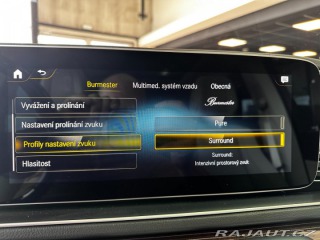 Burmester Multimed. systém vzadu Obecná
Vyvážení a prolínání
Burmester
Nastavení prolínání zvuku
Pure
Profily nastavení zvuku
Surround
Hlasitost
Surround:
Intenzivní prostorový zvuk
RAJAUT.CZ